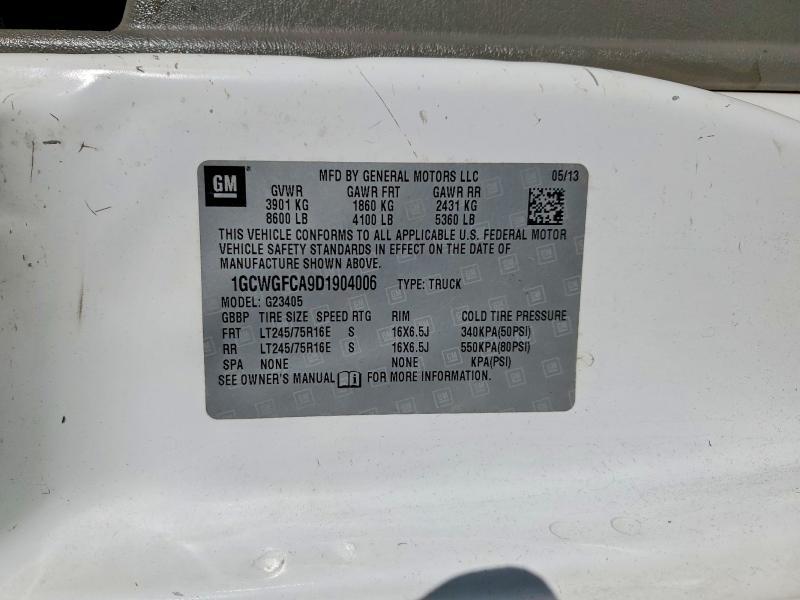 GM
MFD BY GENERAL MOTORS LLC 05/13
GVWR GAWR FRT GAWR RR
3901 KG 1860 KG 2431 KG
8600 LB 4100 LB 5360 LB
THIS VEHICLE CONFORMS TO ALL APPLICABLE U.S. FEDERAL MOTOR
VEHICLE SAFETY STANDARDS IN EFFECT ON THE DATE OF
MANUFACTURE SHOWN ABOVE.
1GCWGFCA9D1904006 TYPE: TRUCK
MODEL: G23405
GBBP TIRE SIZE SPEED RTG RIM COLD TIRE PRESSURE
FRT LT245/75R16E S 16X6.5J 340KPA(50PSI)
RR LT245/75R16E S 16X6.5J 550KPA(80PSI)
SPA NONE NONE KPA(PSI)
SEE OWNER'S MANUAL i FOR MORE INFORMATION.